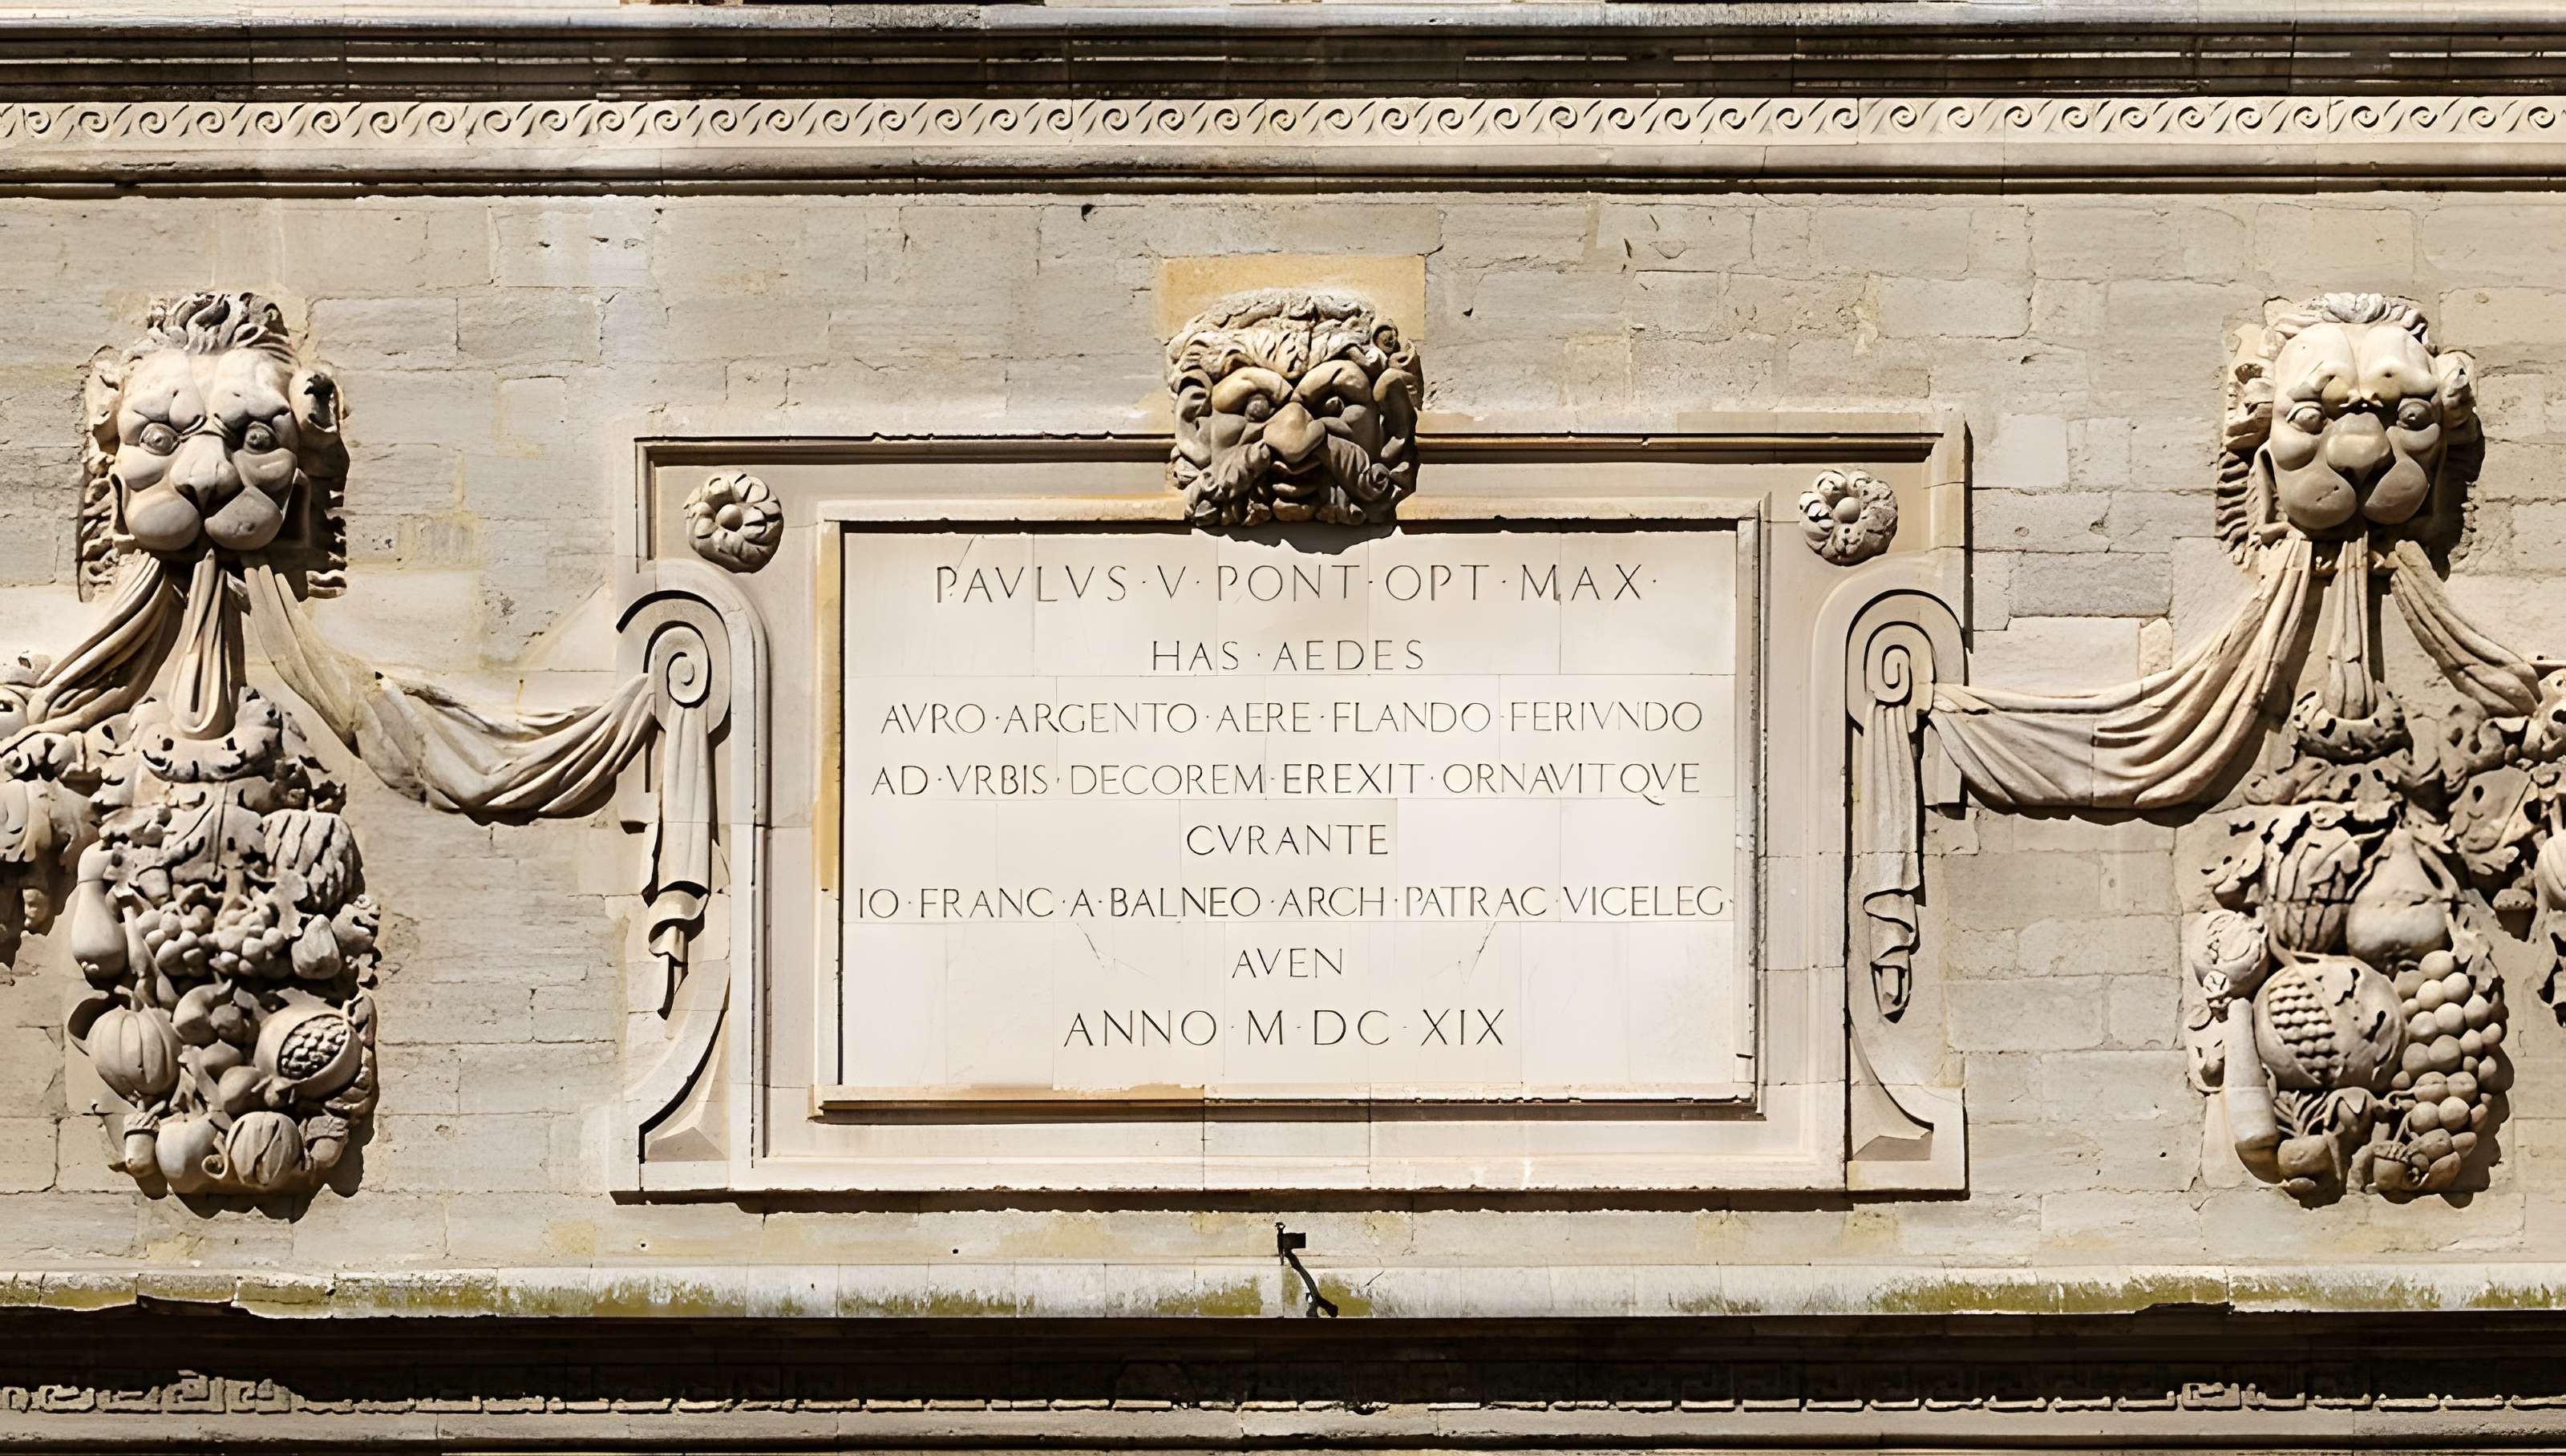 PAVLVS·V·PONT·OPT·MAX·
HAS·AEDES
AVRO·ARGENTO·AERE·FLANDO·FERIVNDO
AD·VRBIS·DECOREM·EREXIT·ORNAVITQVE
CVRANTE
IO·FRANC·A·BALNEO·ARCH·PATRAC·VICELEG·
AVEN
ANNO·M·DC·XIX